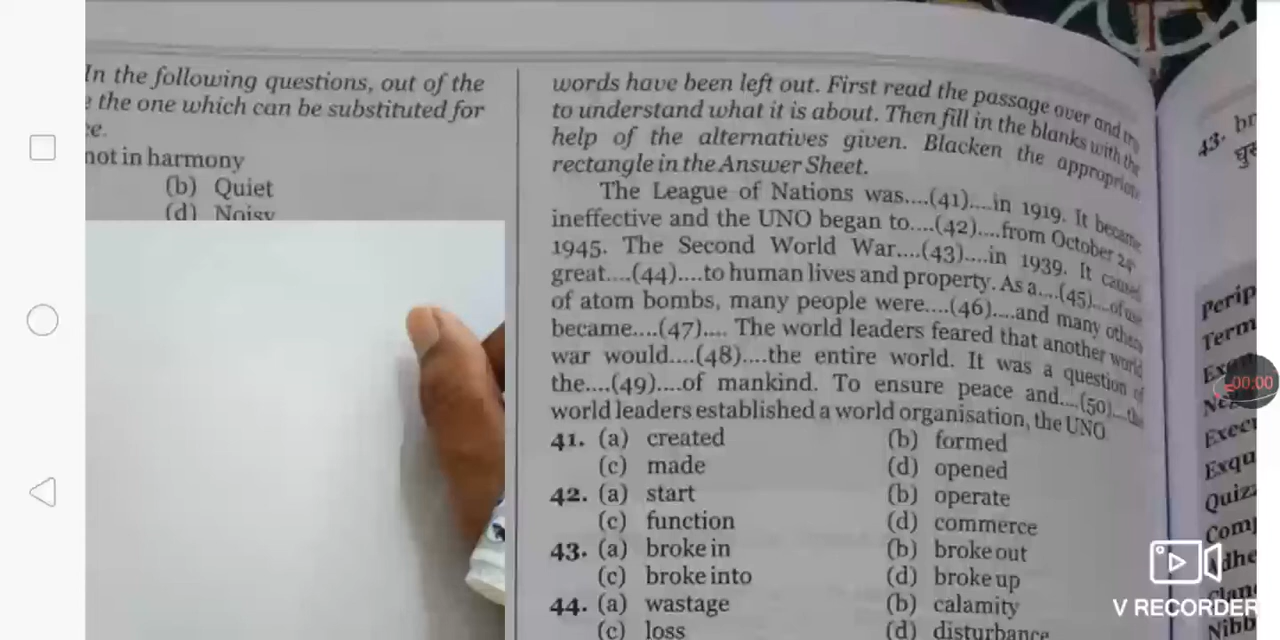 In the following questions, out of the
the one which can be substituted for
not in harmony
(b) Quiet
(d) Noisy
words have been left out. First read the passage over and try
to understand what it is about. Then fill in the blanks with the
help of the alternatives given. Blacken the appropriate
rectangle in the Answer Sheet.
The League of Nations was....(41)....in 1919. It became
ineffective and the UNO began to....(42)....from October 24,
1945. The Second World War....(43)....in 1939. It caused
great....(44)....to human lives and property. As a....(45)....of use
of atom bombs, many people were....(46)....and many others
became....(47).... The world leaders feared that another world
war would....(48)....the entire world. It was a question of
the....(49)....of mankind. To ensure peace and....(50)....the
world leaders established a world organisation, the UNO
41. (a) created (b) formed
(c) made (d) opened
42. (a) start (b) operate
(c) function (d) commerce
43. (a) broke in (b) broke out
(c) broke into (d) broke up
44. (a) wastage (b) calamity
(c) loss (d) disturbance
43. br
Perip
Term
Exec
Exqu
Quiz
Com
Nibb
00:00
V RECORDER